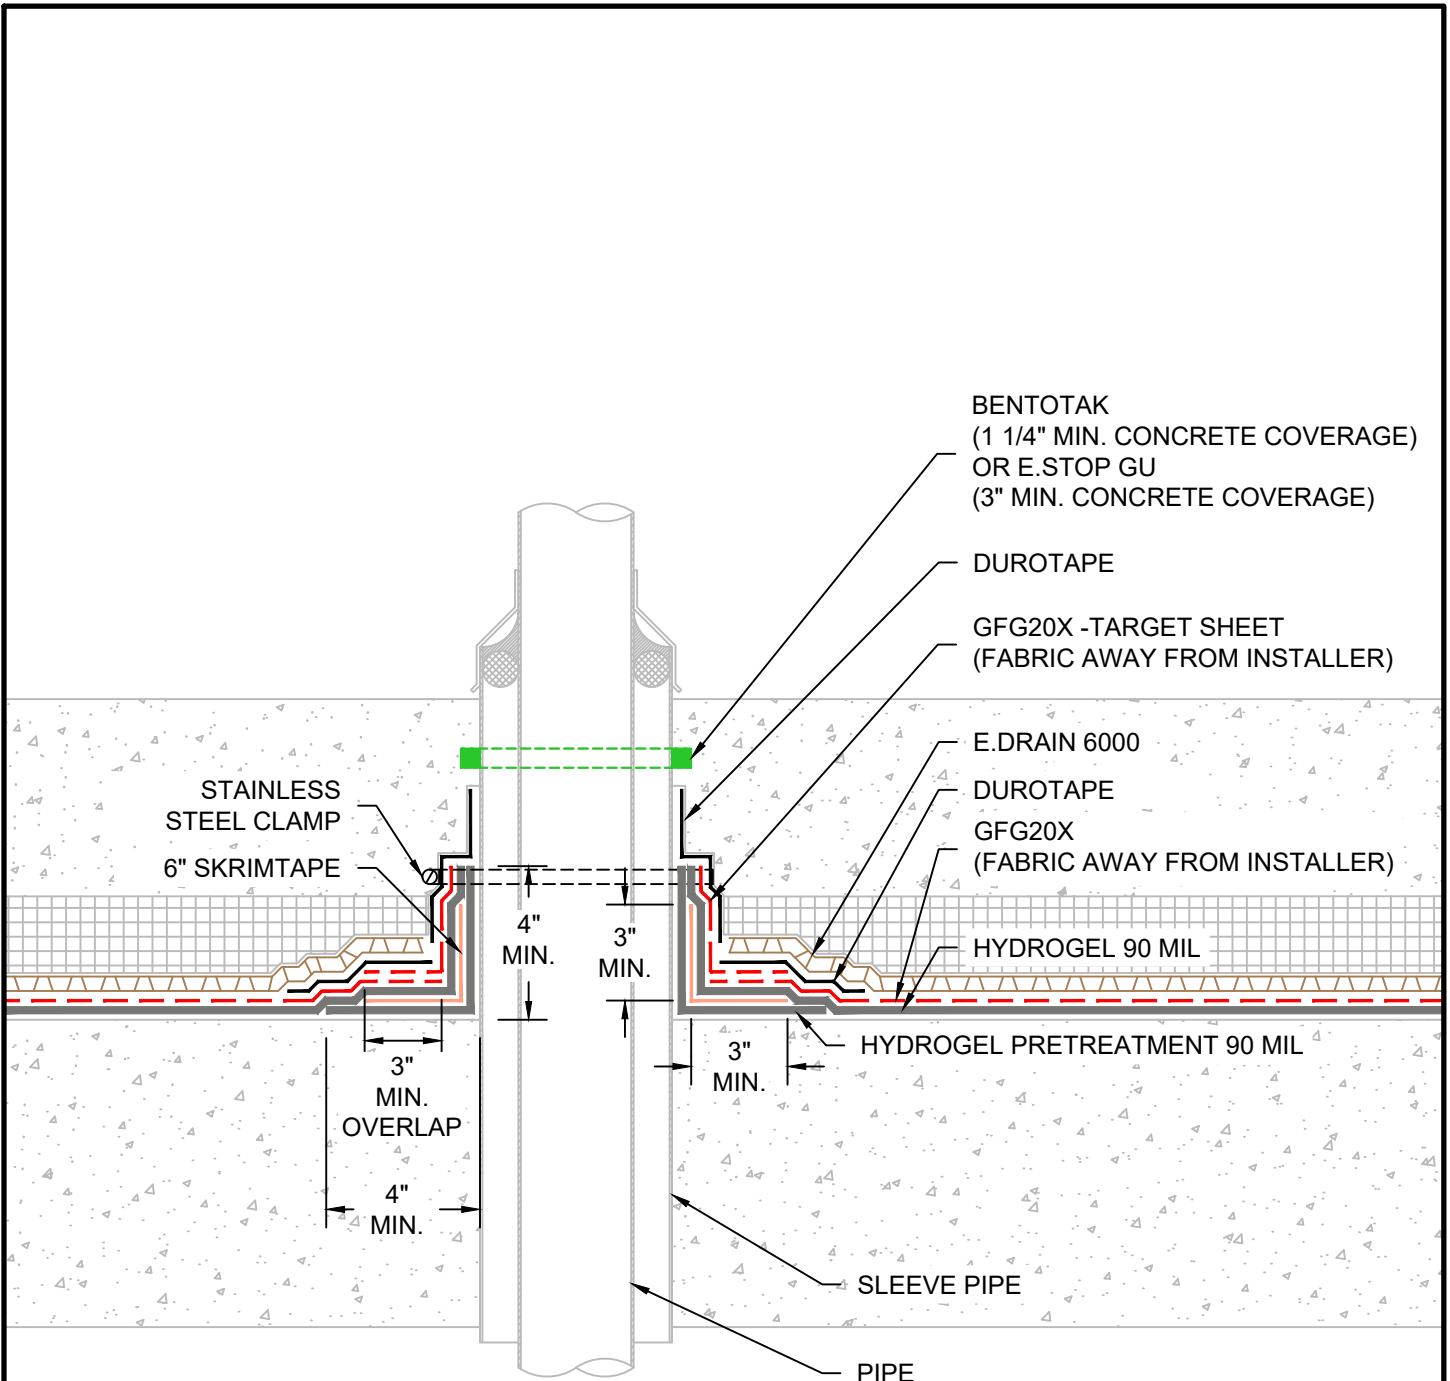 BENTOTAK
(1 1/4" MIN. CONCRETE COVERAGE)
OR E.STOP GU
(3" MIN. CONCRETE COVERAGE)
DUROTAPE
GFG20X -TARGET SHEET
(FABRIC AWAY FROM INSTALLER)
E.DRAIN 6000
DUROTAPE
GFG20X
(FABRIC AWAY FROM INSTALLER)
HYDROGEL 90 MIL
HYDROGEL PRETREATMENT 90 MIL
STAINLESS
STEEL CLAMP
6" SKRIMTAPE
4"
MIN.
3"
MIN.
3"
MIN.
OVERLAP
3"
MIN.
4"
MIN.
SLEEVE PIPE
PIPE